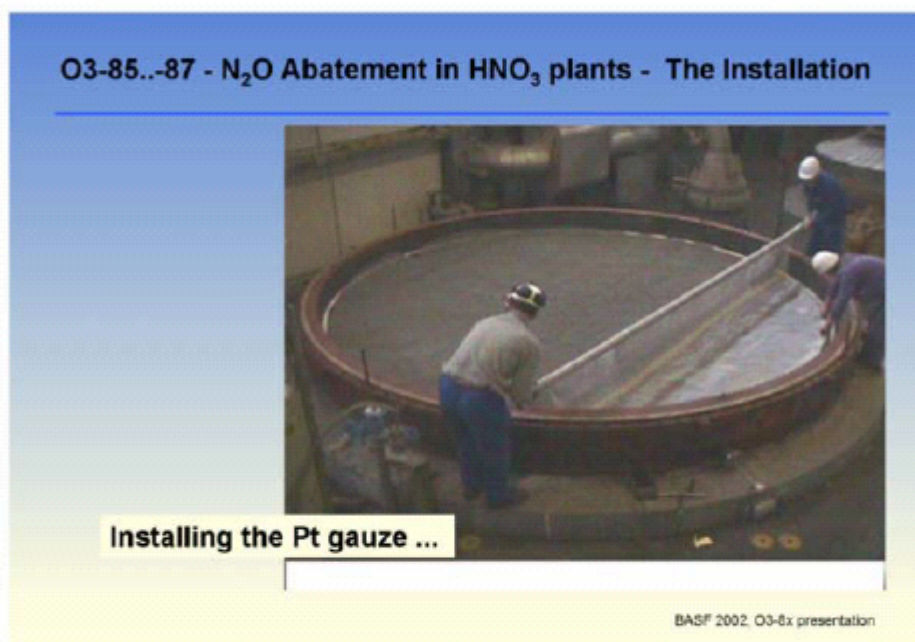 O3-85..-87 - N₂O Abatement in HNO₃ plants - The Installation
Installing the Pt gauze ...
BASF 2002, O3-8x presentation